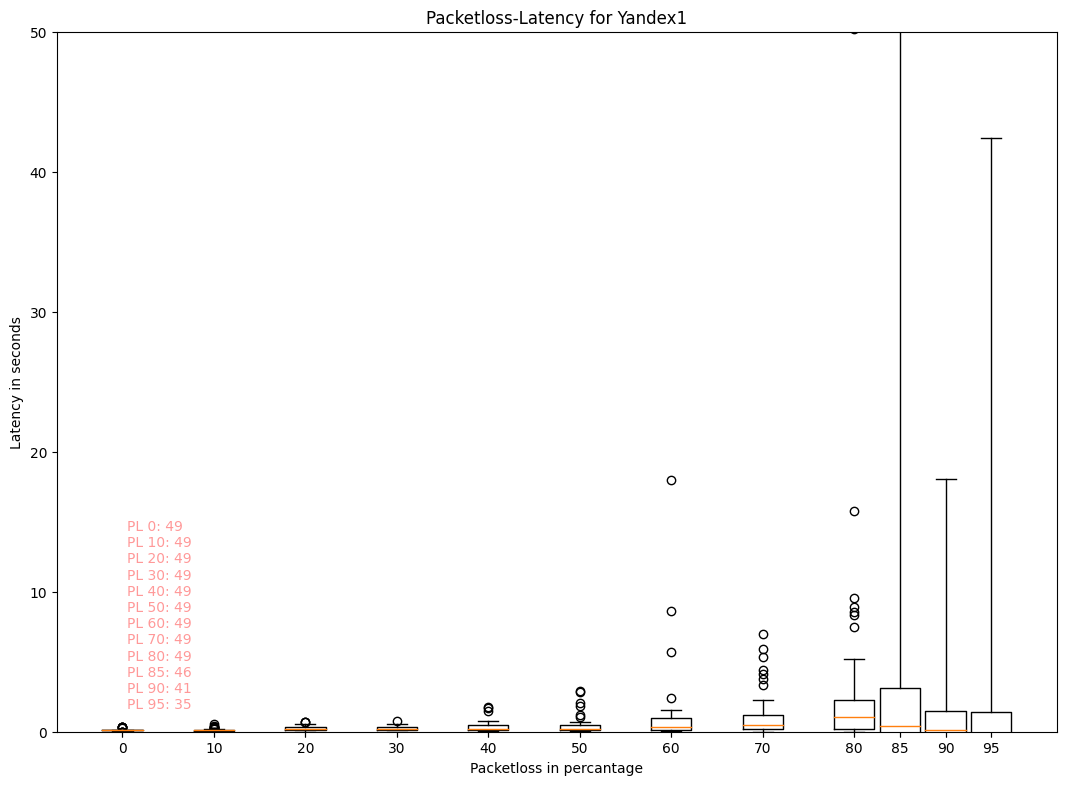 Packetloss-Latency for Yandex1
50
40
30
20
10
0
Latency in seconds
PL 0: 49
PL 10: 49
PL 20: 49
PL 30: 49
PL 40: 49
PL 50: 49
PL 60: 49
PL 70: 49
PL 80: 49
PL 85: 46
PL 90: 41
PL 95: 35
0 10 20 30 40 50 60 70 80 85 90 95
Packetloss in percantage